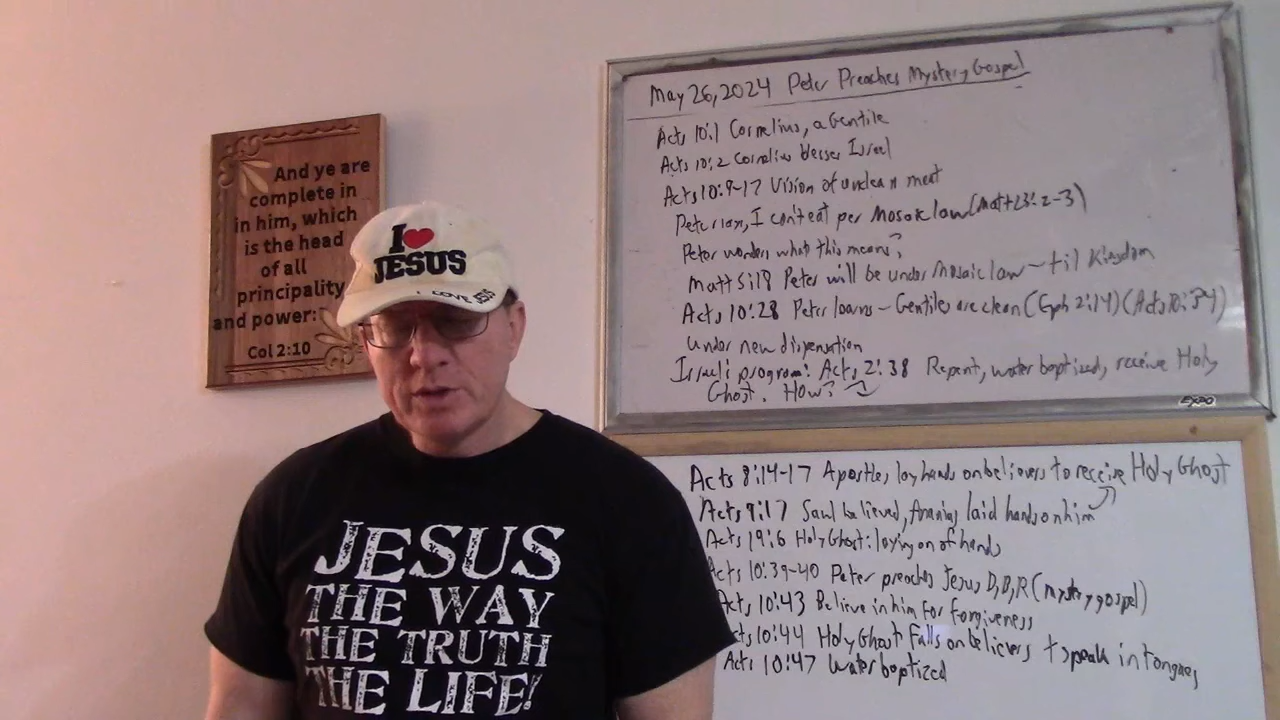 And ye are
complete in
in him, which
is the head
of all
principality
and power:
Col 2:10
I
JESUS
I LOVE JESUS
JESUS
THE WAY
THE TRUTH
THE LIFE!
May 26, 2024 Peter Preaches Mystery Gospel
Acts 10:1 Cornelius, a Gentile
Acts 10:2 Cornelius blesses Israel
Acts 10:9-17 Vision of unclean meat
Peter says, I can't eat per Mosaic law (Matt 23:2-3)
Peter wonders what this means?
Matt 5:18 Peter will be under Mosaic law - til Kingdom
Acts 10:28 Peter learns - Gentiles are clean (Eph 2:14) (Acts 10:34)
under new dispensation
Israeli program: Acts 2:38 Repent, water baptized, receive Holy
Ghost. How?
EXPO
Acts 8:14-17 Apostles lay hands on believers to receive Holy Ghost
Acts 9:17 Saul believed, Ananias laid hands on him
Acts 19:6 Holy Ghost: laying on of hands
Acts 10:39-40 Peter preaches Jesus D,B,R (mystery gospel)
Acts 10:43 Believe in him for forgiveness
Acts 10:44 Holy Ghost Falls on believers to speak in tongues
Acts 10:47 Water baptized